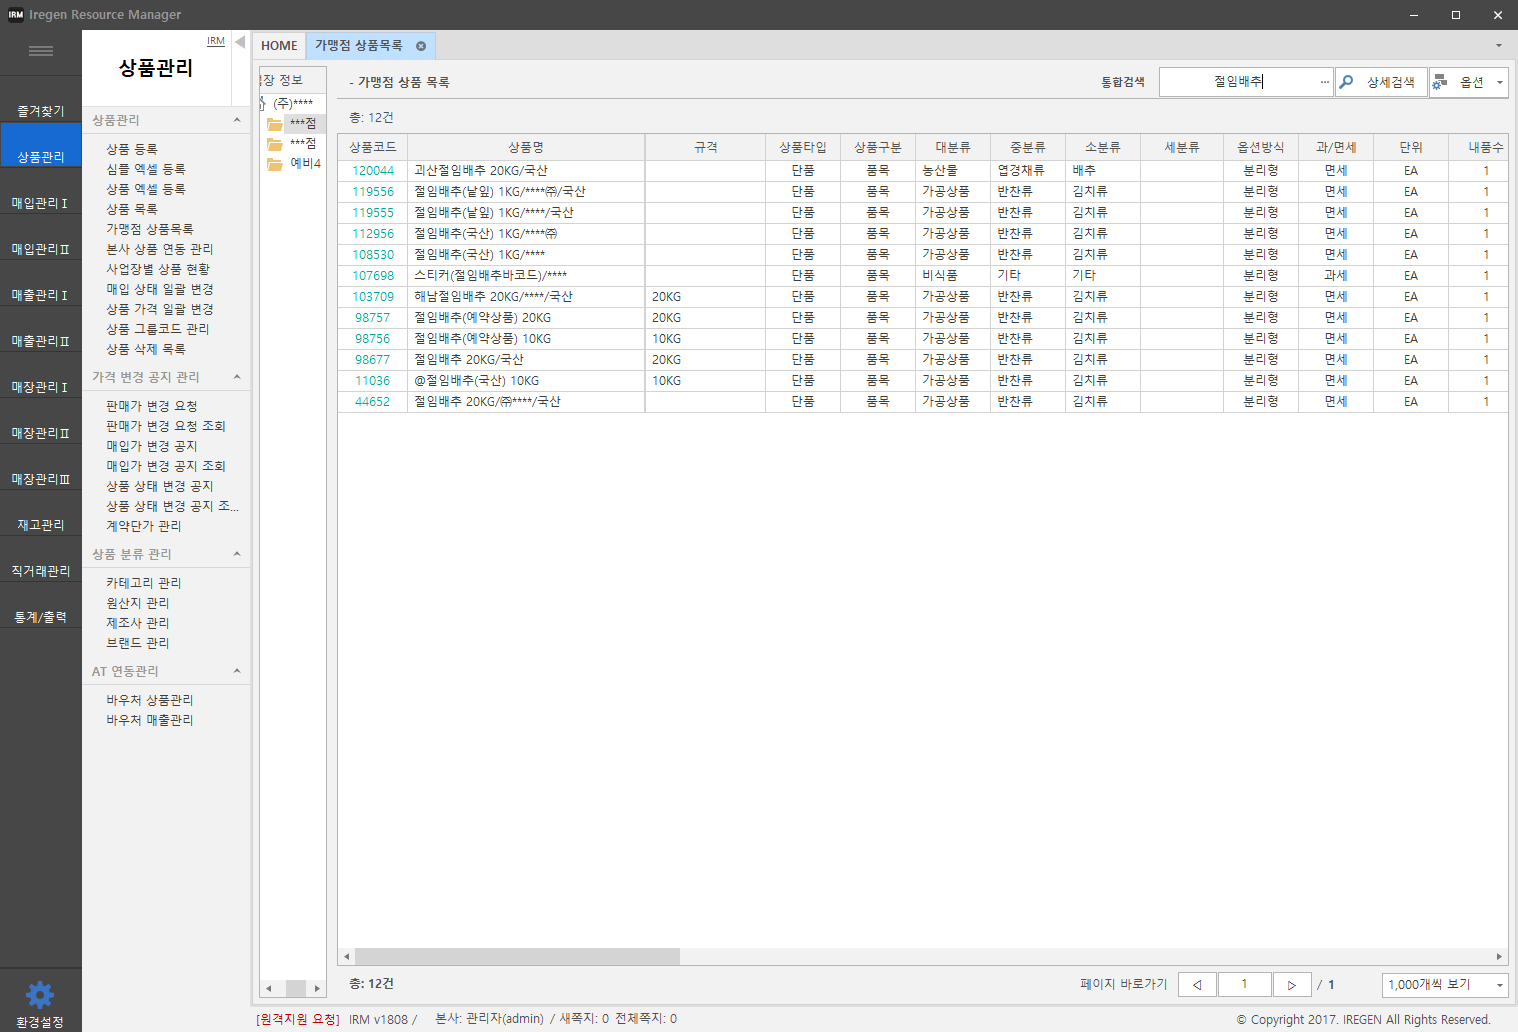 IRM Iregen Resource Manager
즐겨찾기
상품관리
매입관리Ⅰ
매입관리Ⅱ
매출관리Ⅰ
매출관리Ⅱ
매장관리Ⅰ
매장관리Ⅱ
매장관리Ⅲ
재고관리
직거래관리
통계/출력
환경설정
IRM
상품관리
상품관리
상품 등록
심플 엑셀 등록
상품 엑셀 등록
상품 목록
가맹점 상품목록
본사 상품 연동 관리
사업장별 상품 현황
매입 상태 일괄 변경
상품 가격 일괄 변경
상품 그룹코드 관리
상품 삭제 목록
가격 변경 공지 관리
판매가 변경 요청
판매가 변경 요청 조회
매입가 변경 공지
매입가 변경 공지 조회
상품 상태 변경 공지
상품 상태 변경 공지 조...
계약단가 관리
상품 분류 관리
카테고리 관리
원산지 관리
제조사 관리
브랜드 관리
AT 연동관리
바우처 상품관리
바우처 매출관리
HOME 가맹점 상품목록
장 정보
(주)****
***점
***점
예비4
- 가맹점 상품 목록 통합검색 절임배추 ... 상세검색 옵션
총: 12건
상품코드 상품명 규격 상품타입 상품구분 대분류 중분류 소분류 세분류 옵션방식 과/면세 단위 내품수
120044 괴산절임배추 20KG/국산 단품 품목 농산물 엽경채류 배추 분리형 면세 EA 1
119556 절임배추(낱잎) 1KG/****㈜/국산 단품 품목 가공상품 반찬류 김치류 분리형 면세 EA 1
119555 절임배추(낱잎) 1KG/****/국산 단품 품목 가공상품 반찬류 김치류 분리형 면세 EA 1
112956 절임배추(국산) 1KG/****㈜ 단품 품목 가공상품 반찬류 김치류 분리형 면세 EA 1
108530 절임배추(국산) 1KG/**** 단품 품목 가공상품 반찬류 김치류 분리형 면세 EA 1
107698 스티커(절임배추바코드)/**** 단품 품목 비식품 기타 기타 분리형 과세 EA 1
103709 해남절임배추 20KG/****/국산 20KG 단품 품목 가공상품 반찬류 김치류 분리형 면세 EA 1
98757 절임배추(예약상품) 20KG 20KG 단품 품목 가공상품 반찬류 김치류 분리형 면세 EA 1
98756 절임배추(예약상품) 10KG 10KG 단품 품목 가공상품 반찬류 김치류 분리형 면세 EA 1
98677 절임배추 20KG/국산 20KG 단품 품목 가공상품 반찬류 김치류 분리형 면세 EA 1
11036 @절임배추(국산) 10KG 10KG 단품 품목 가공상품 반찬류 김치류 분리형 면세 EA 1
44652 절임배추 20KG/㈜****/국산 단품 품목 가공상품 반찬류 김치류 분리형 면세 EA 1
총: 12건 페이지 바로가기 1 / 1 1,000개씩 보기
[원격지원 요청] IRM v1808 / 본사: 관리자(admin) / 새쪽지: 0 전체쪽지: 0 © Copyright 2017. IREGEN All Rights Reserved.